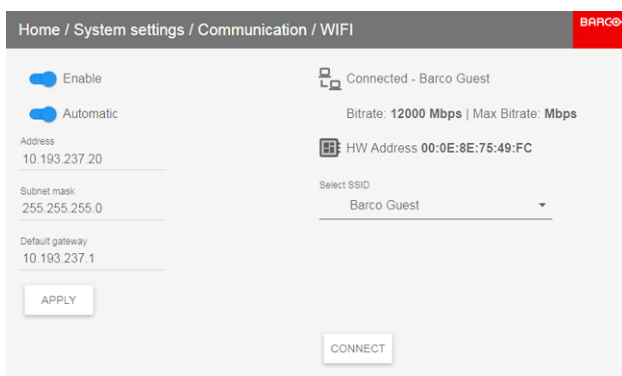 Home / System settings / Communication / WIFI
BARCO
Enable
Automatic
Address
10.193.237.20
Subnet mask
255.255.255.0
Default gateway
10.193.237.1
APPLY
Connected - Barco Guest
Bitrate: 12000 Mbps | Max Bitrate: Mbps
HW Address 00:0E:8E:75:49:FC
Select SSID
Barco Guest
CONNECT